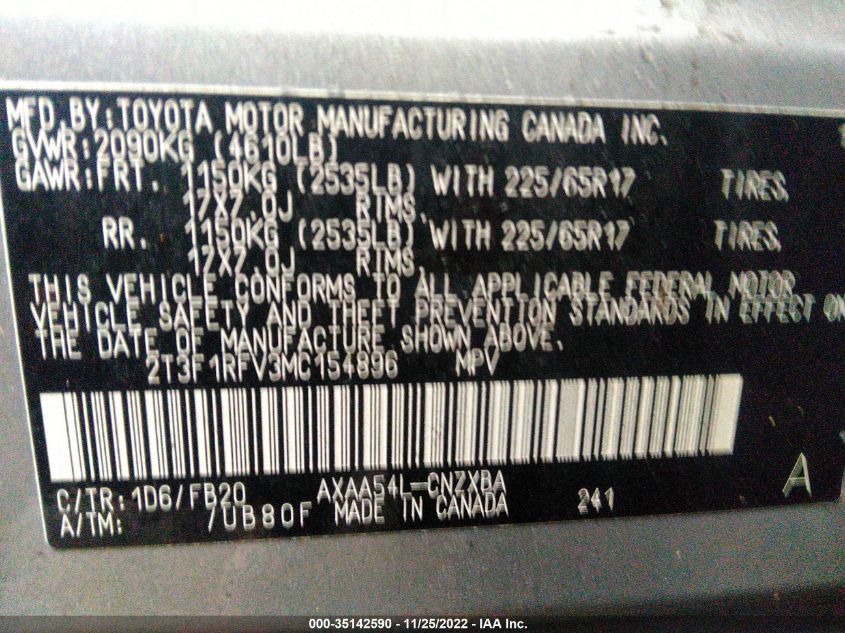 MFD.BY:TOYOTA MOTOR MANUFACTURING CANADA INC.
GVWR:2090KG (4610LB)
GAWR:FRT. 1150KG (2535LB) WITH 225/65R17 TIRES,
17X7.0J RIMS,
RR. 1150KG (2535LB) WITH 225/65R17 TIRES,
17X7.0J RIMS,
THIS VEHICLE CONFORMS TO ALL APPLICABLE FEDERAL MOTOR
VEHICLE SAFETY AND THEFT PREVENTION STANDARDS IN EFFECT ON
THE DATE OF MANUFACTURE SHOWN ABOVE.
2T3F1RFV3MC154896 MPV
C/TR:1D6/FB20 AXAA54L-CNZXBA 241 A
A/TM: /UB80F MADE IN CANADA
000-35142590 - 11/25/2022 - IAA Inc.